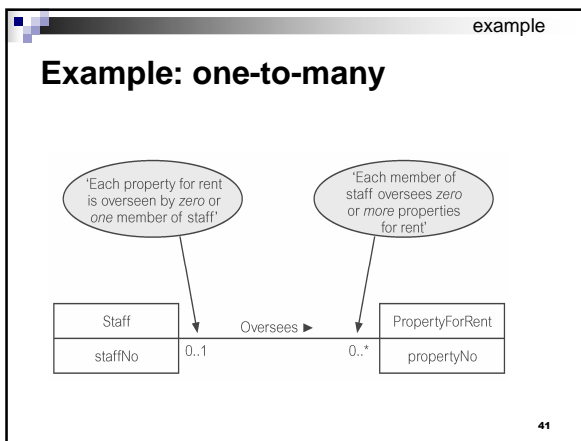 example
Example: one-to-many
‘Each property for rent
is overseen by zero or
one member of staff’
‘Each member of
staff oversees zero
or more properties
for rent’
Staff
staffNo
0..1
Oversees ►
0..*
PropertyForRent
propertyNo
41